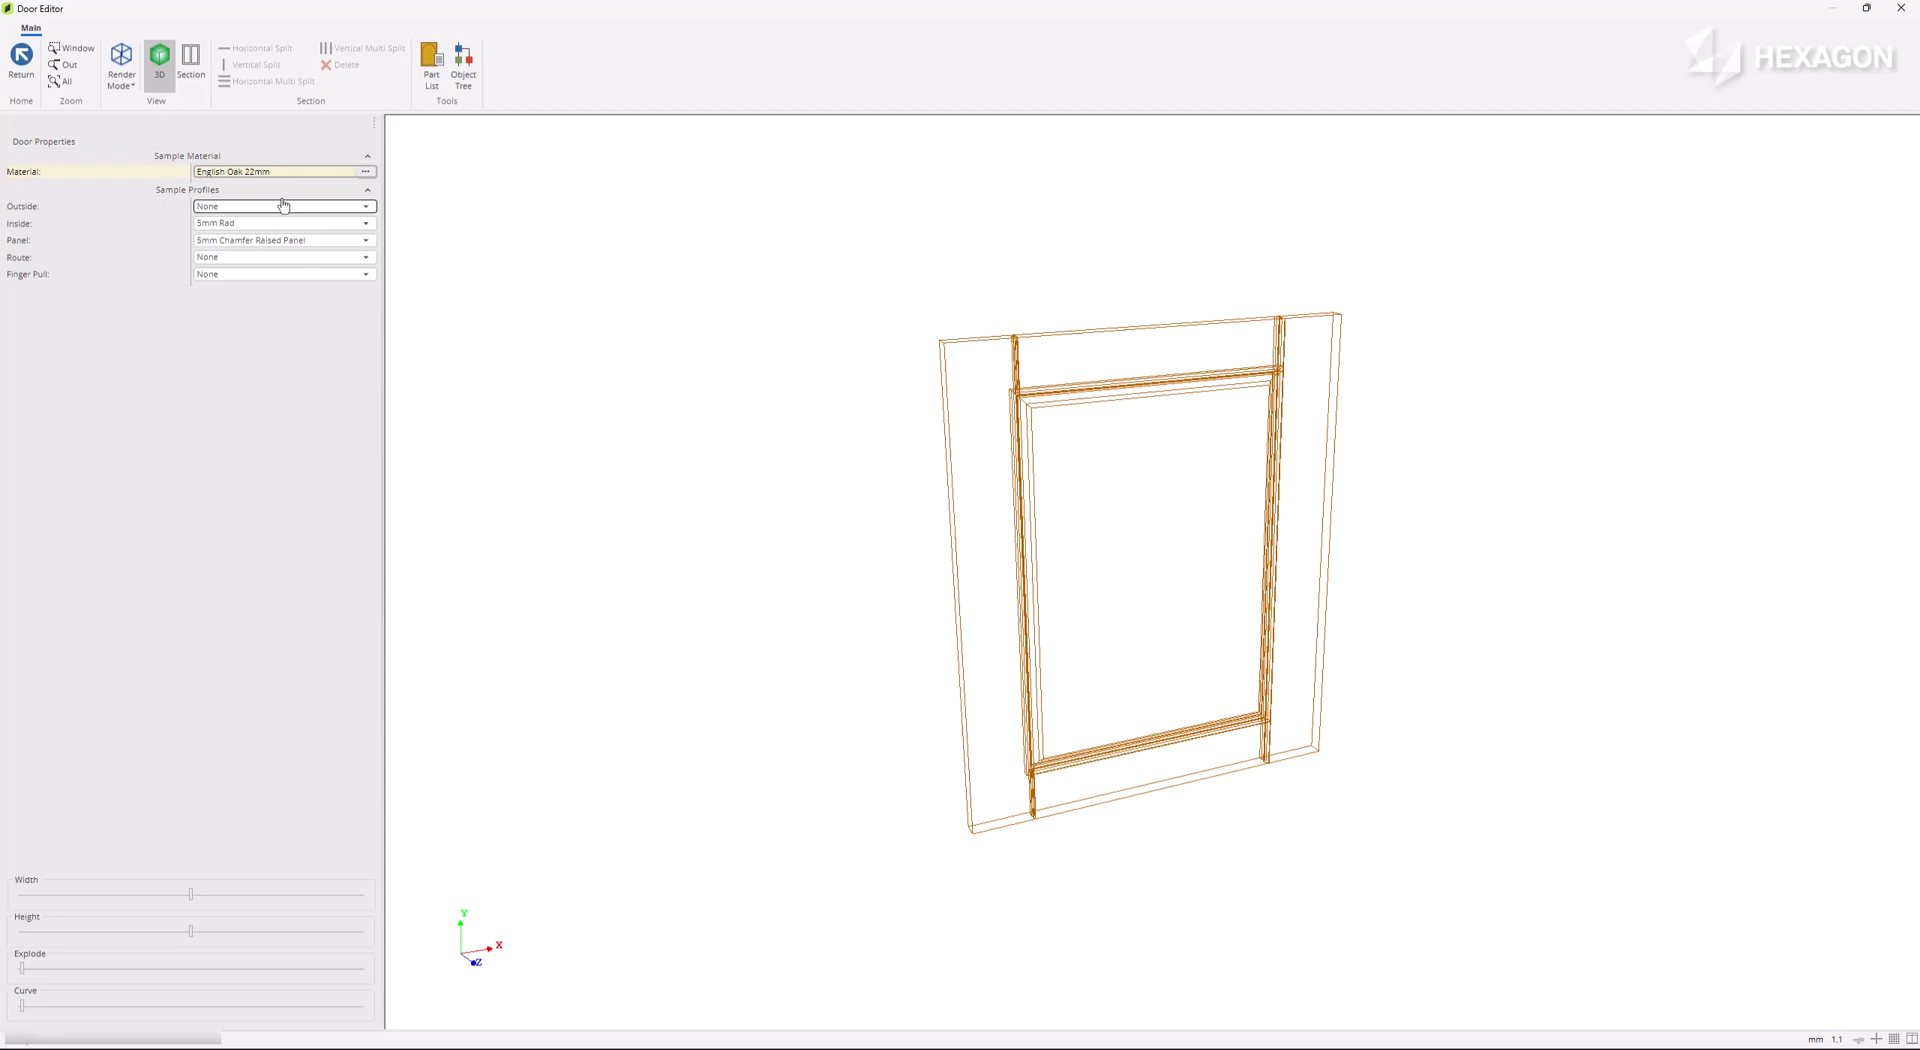 Door Editor
Main
Return
Home
Window
Out
All
Zoom
Render Mode
3D
Section
View
Horizontal Split
Vertical Split
Horizontal Multi Split
Vertical Multi Split
Delete
Section
Part List
Object Tree
Tools
HEXAGON
Door Properties
Sample Material
Material: English Oak 22mm
Sample Profiles
Outside: None
Inside: 5mm Rad
Panel: 5mm Chamfer Raised Panel
Route: None
Finger Pull: None
Width
Height
Explode
Curve
Y
X
Z
mm 1.1